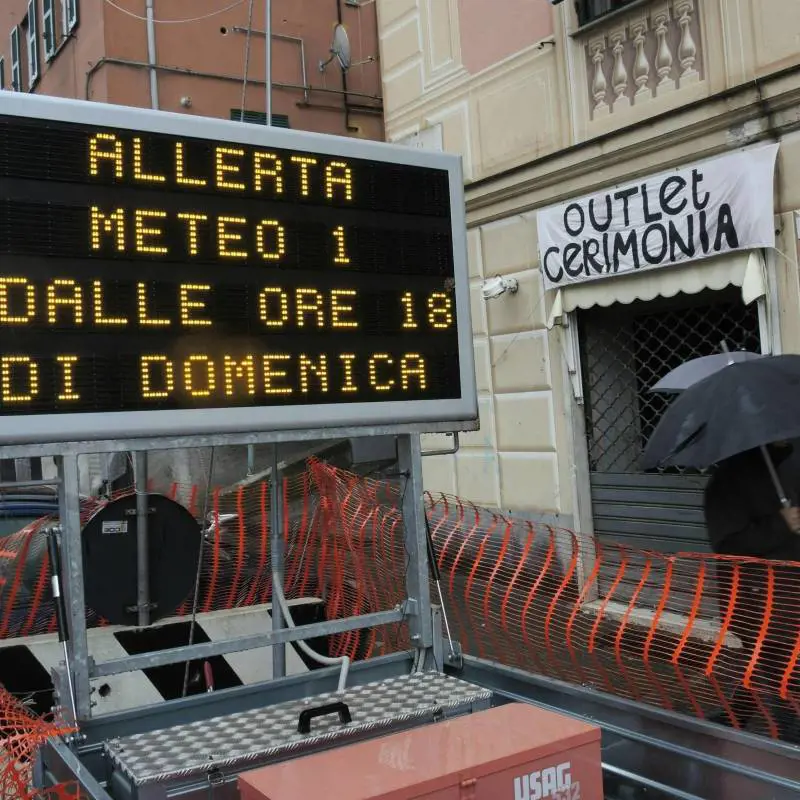 ALLERTA
METEO 1
DALLE ORE 18
DI DOMENICA
OUTLEt
CERIMONIA
USAG